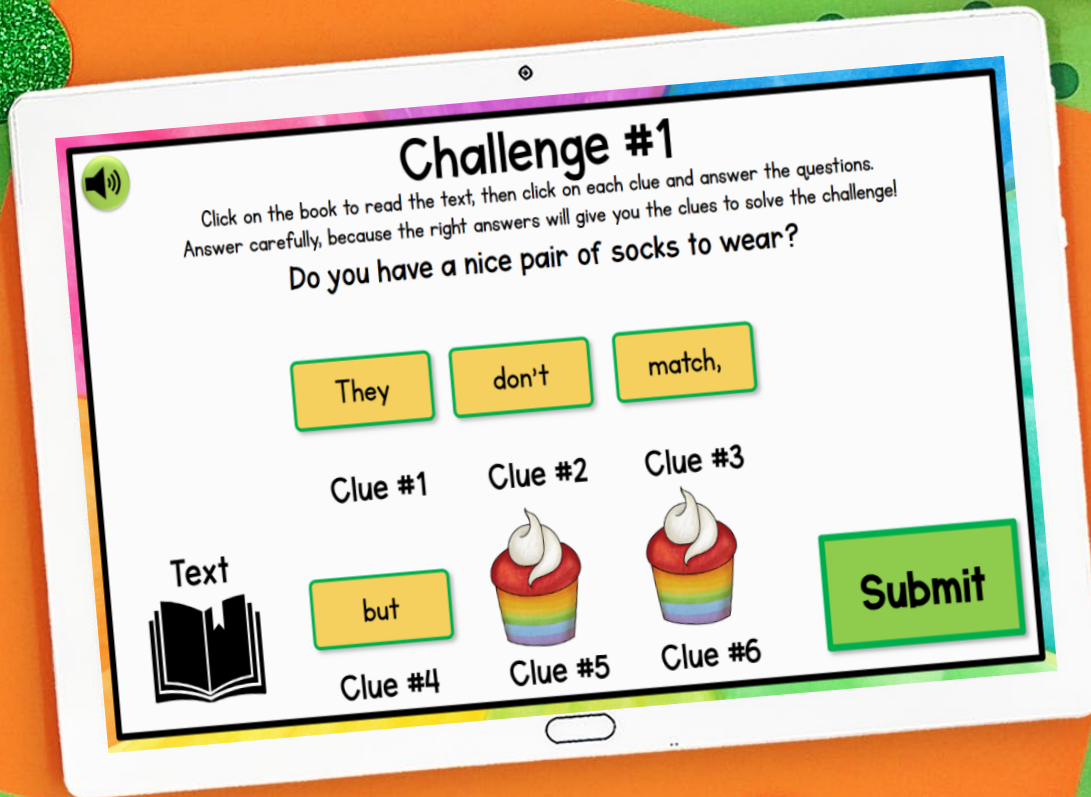 Challenge #1
Click on the book to read the text, then click on each clue and answer the questions.
Answer carefully, because the right answers will give you the clues to solve the challenge!
Do you have a nice pair of socks to wear?
They
don't
match,
Clue #1
Clue #2
Clue #3
Text
but
Submit
Clue #4
Clue #5
Clue #6